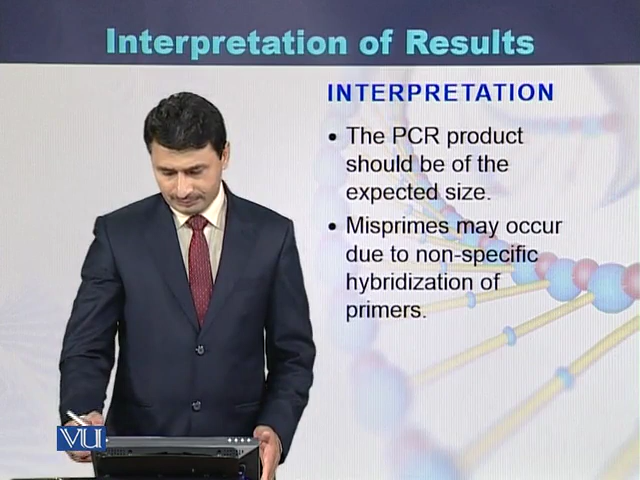 Interpretation of Results
INTERPRETATION
• The PCR product
should be of the
expected size.
• Misprimes may occur
due to non-specific
hybridization of
primers.
VU